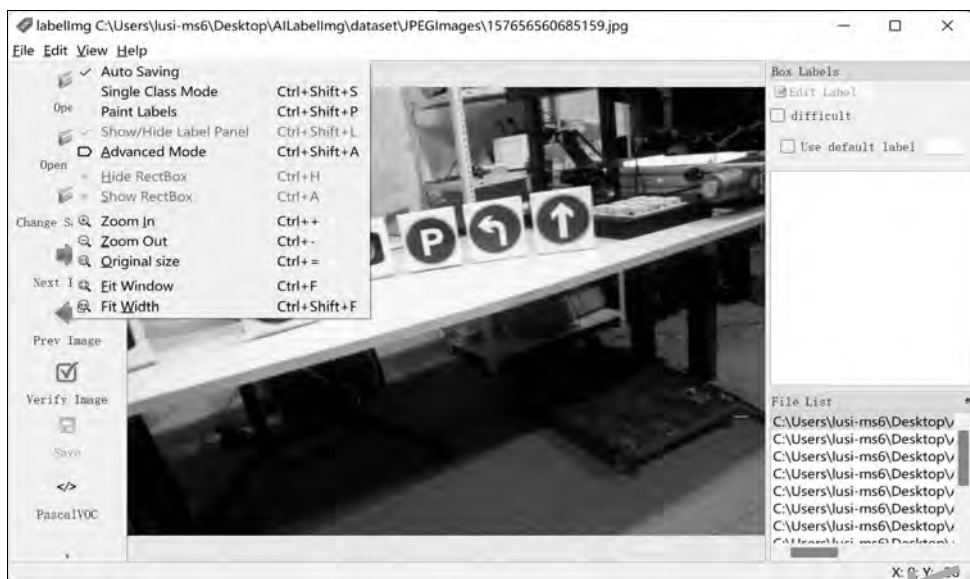 labelImg C:\Users\lusi-ms6\Desktop\AILabelImg\dataset\JPEGImages\157656560685159.jpg
File Edit View Help
Auto Saving
Single Class Mode Ctrl+Shift+S
Paint Labels Ctrl+Shift+P
Show/Hide Label Panel Ctrl+Shift+L
Advanced Mode Ctrl+Shift+A
Hide RectBox Ctrl+H
Show RectBox Ctrl+A
Zoom In Ctrl++
Zoom Out Ctrl+-
Original size Ctrl+=
Fit Window Ctrl+F
Fit Width Ctrl+Shift+F
Ope
Open
Change S
Next I
Prev Image
Verify Image
Save
</>
PascalVOC
P
Box Labels
Edit Label
difficult
Use default label
File List
C:\Users\lusi-ms6\Desktop\
C:\Users\lusi-ms6\Desktop\
C:\Users\lusi-ms6\Desktop\
C:\Users\lusi-ms6\Desktop\
C:\Users\lusi-ms6\Desktop\
C:\Users\lusi-ms6\Desktop\
C:\Users\lusi-ms6\Desktop\
X: Y: